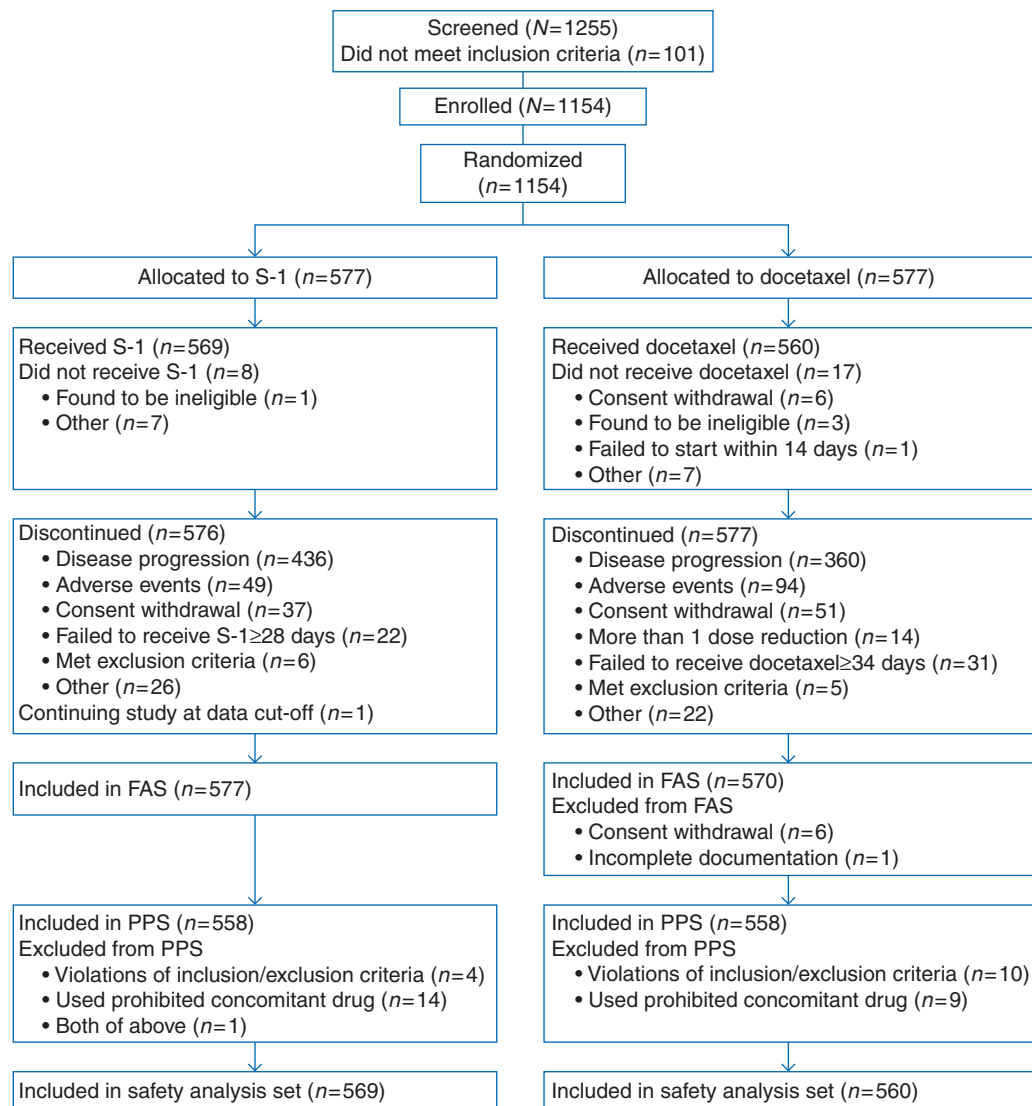 Screened (N=1255)
Did not meet inclusion criteria (n=101)
Enrolled (N=1154)
Randomized
(n=1154)
Allocated to S-1 (n=577)
Allocated to docetaxel (n=577)
Received S-1 (n=569)
Did not receive S-1 (n=8)
• Found to be ineligible (n=1)
• Other (n=7)
Received docetaxel (n=560)
Did not receive docetaxel (n=17)
• Consent withdrawal (n=6)
• Found to be ineligible (n=3)
• Failed to start within 14 days (n=1)
• Other (n=7)
Discontinued (n=576)
• Disease progression (n=436)
• Adverse events (n=49)
• Consent withdrawal (n=37)
• Failed to receive S-1≥28 days (n=22)
• Met exclusion criteria (n=6)
• Other (n=26)
Continuing study at data cut-off (n=1)
Discontinued (n=577)
• Disease progression (n=360)
• Adverse events (n=94)
• Consent withdrawal (n=51)
• More than 1 dose reduction (n=14)
• Failed to receive docetaxel≥34 days (n=31)
• Met exclusion criteria (n=5)
• Other (n=22)
Included in FAS (n=577)
Included in FAS (n=570)
Excluded from FAS
• Consent withdrawal (n=6)
• Incomplete documentation (n=1)
Included in PPS (n=558)
Excluded from PPS
• Violations of inclusion/exclusion criteria (n=4)
• Used prohibited concomitant drug (n=14)
• Both of above (n=1)
Included in PPS (n=558)
Excluded from PPS
• Violations of inclusion/exclusion criteria (n=10)
• Used prohibited concomitant drug (n=9)
Included in safety analysis set (n=569)
Included in safety analysis set (n=560)